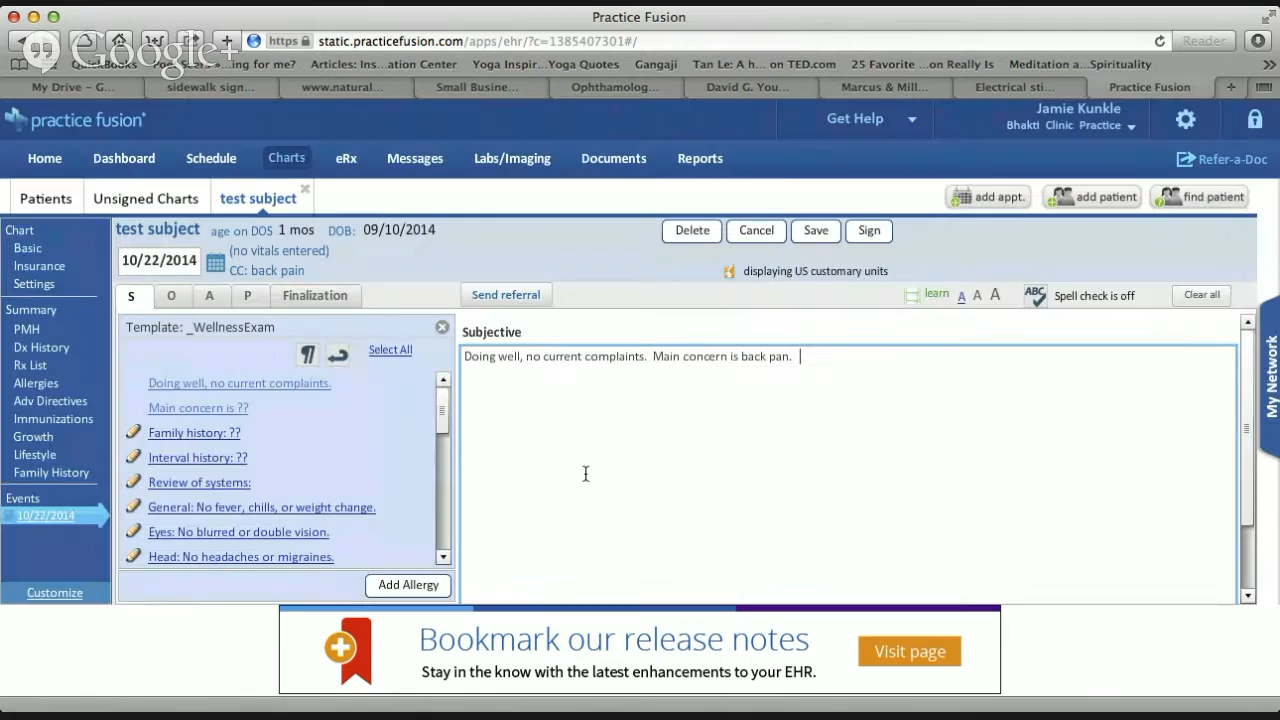 Practice Fusion
https static.practicefusion.com/apps/ehr/?c=1385407301#/ Reader
Google+
QuickBooks for me? Articles: Ins...ation Center Yoga Inspir...Yoga Quotes Gangaji Tan Le: A h... on TED.com 25 Favorite ...on Really Is Meditation a...Spirituality
My Drive – G... sidewalk sign... www.natural... Small Busine... Ophthamolog... David G. You... Marcus & Mill... Electrical sti... Practice Fusion
practice fusion
Get Help
Jamie Kunkle
Bhakti Clinic Practice
Home Dashboard Schedule Charts eRx Messages Labs/Imaging Documents Reports Refer-a-Doc
Patients Unsigned Charts test subject add appt. add patient find patient
Chart
Basic
Insurance
Settings
Summary
PMH
Dx History
Rx List
Allergies
Adv Directives
Immunizations
Growth
Lifestyle
Family History
Events
10/22/2014
Customize
test subject age on DOS 1 mos DOB: 09/10/2014
Delete Cancel Save Sign
10/22/2014
(no vitals entered)
CC: back pain
displaying US customary units
S O A P Finalization
Send referral learn A A A ABC Spell check is off Clear all
Template: _WellnessExam
Select All
Doing well, no current complaints.
Main concern is ??
Family history: ??
Interval history: ??
Review of systems:
General: No fever, chills, or weight change.
Eyes: No blurred or double vision.
Head: No headaches or migraines.
Add Allergy
Subjective
Doing well, no current complaints. Main concern is back pan.
My Network
Bookmark our release notes
Stay in the know with the latest enhancements to your EHR.
Visit page